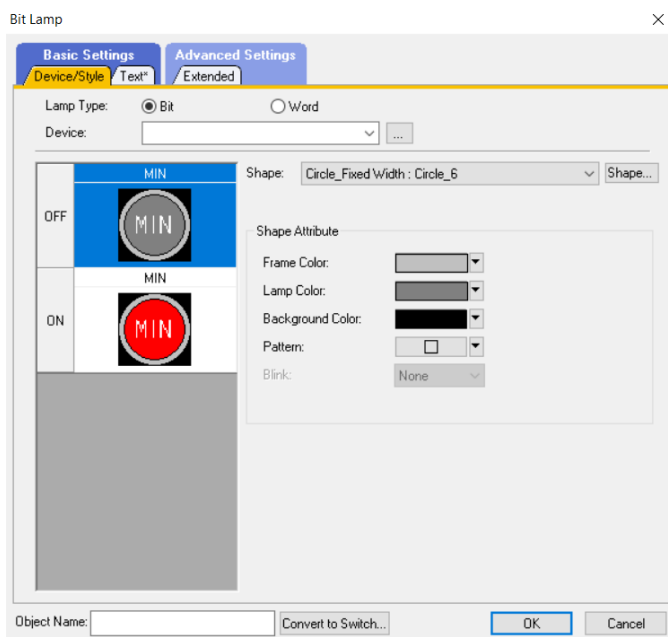 Bit Lamp
Basic Settings
Advanced Settings
Device/Style
Text*
Extended
Lamp Type:
Bit
Word
Device:
...
MIN
OFF
MIN
MIN
ON
MIN
Shape:
Circle_Fixed Width : Circle_6
Shape...
Shape Attribute
Frame Color:
Lamp Color:
Background Color:
Pattern:
Blink:
None
Object Name:
Convert to Switch...
OK
Cancel